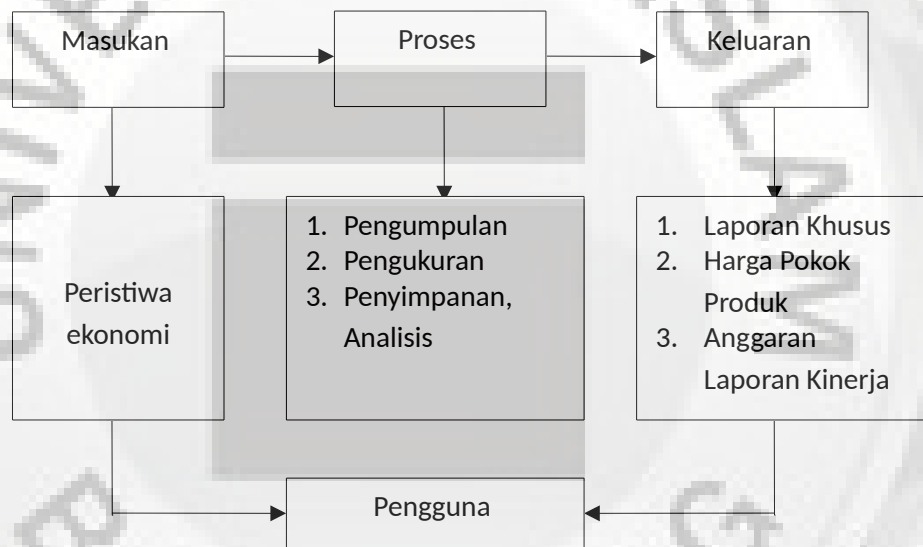 Masukan
Proses
Keluaran
Peristiwa
ekonomi
1. Pengumpulan
2. Pengukuran
3. Penyimpanan,
Analisis
1. Laporan Khusus
2. Harga Pokok
Produk
3. Anggaran
Laporan Kinerja
Pengguna
SLAM